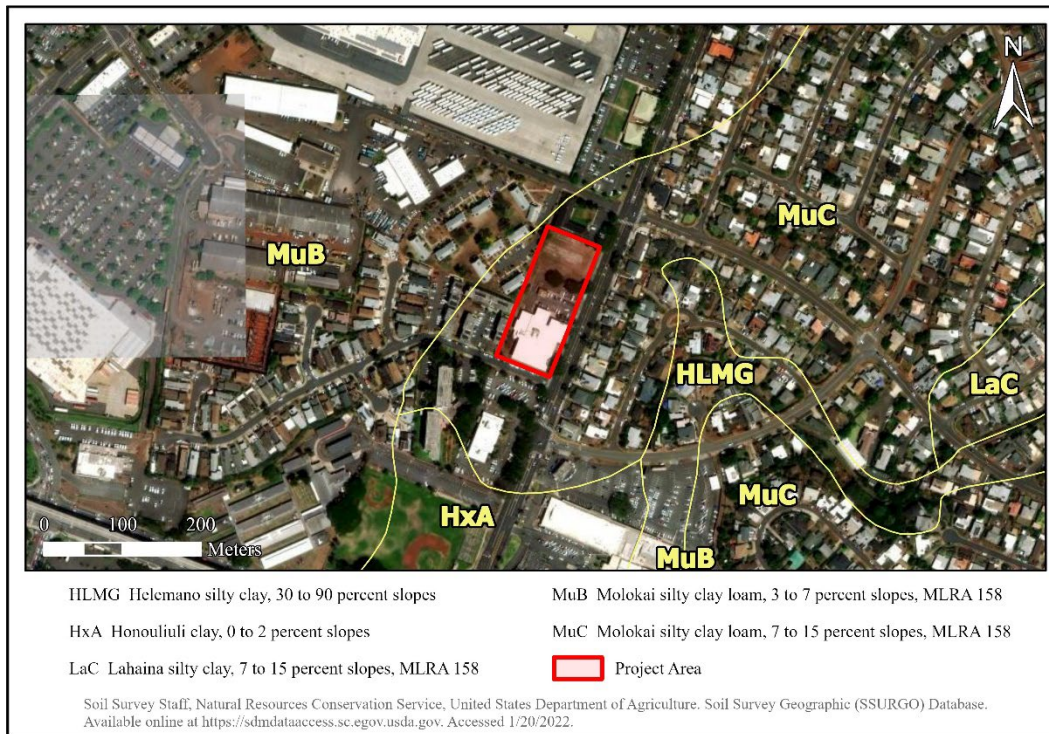 N
MuC
MuB
HLMG
LaC
MuC
HxA
MuB
0 100 200
Meters
HLMG Helemano silty clay, 30 to 90 percent slopes
HxA Honouliuli clay, 0 to 2 percent slopes
LaC Lahaina silty clay, 7 to 15 percent slopes, MLRA 158
MuB Molokai silty clay loam, 3 to 7 percent slopes, MLRA 158
MuC Molokai silty clay loam, 7 to 15 percent slopes, MLRA 158
Project Area
Soil Survey Staff, Natural Resources Conservation Service, United States Department of Agriculture. Soil Survey Geographic (SSURGO) Database.
Available online at https://sdmdataaccess.sc.egov.usda.gov. Accessed 1/20/2022.